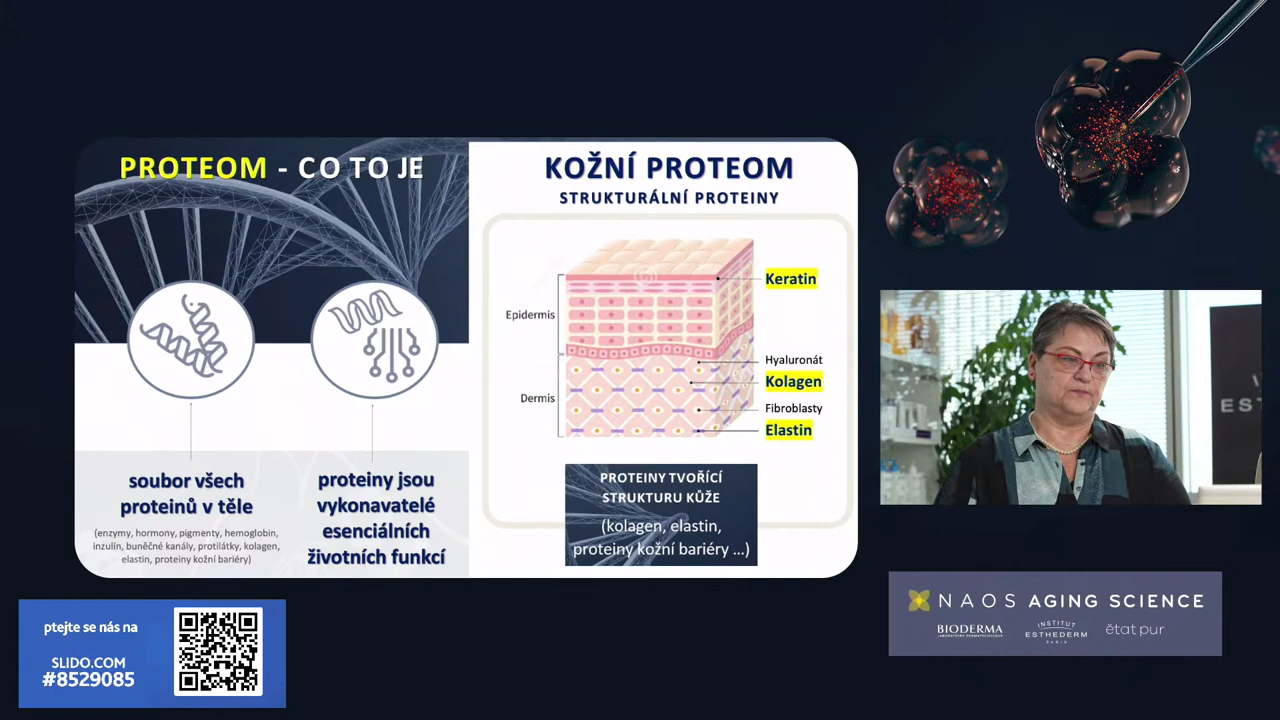 PROTEOM - CO TO JE
soubor všech
proteinů v těle
(enzymy, hormony, pigmenty, hemoglobin,
inzulín, buněčné kanály, protilátky, kolagen,
elastin, proteiny kožní bariéry)
proteiny jsou
vykonavatelé
esenciálních
životních funkcí
KOŽNÍ PROTEOM
STRUKTURÁLNÍ PROTEINY
Epidermis
Dermis
Keratin
Hyaluronát
Kolagen
Fibroblasty
Elastin
PROTEINY TVOŘÍCÍ
STRUKTURU KŮŽE
(kolagen, elastin,
proteiny kožní bariéry ...)
EST
ptejte se nás na
SLIDO.COM
#8529085
NAOS AGING SCIENCE
BIODERMA
LABORATOIRE DERMATOLOGIQUE
INSTITUT
ESTHEDERM
PARIS
état pur